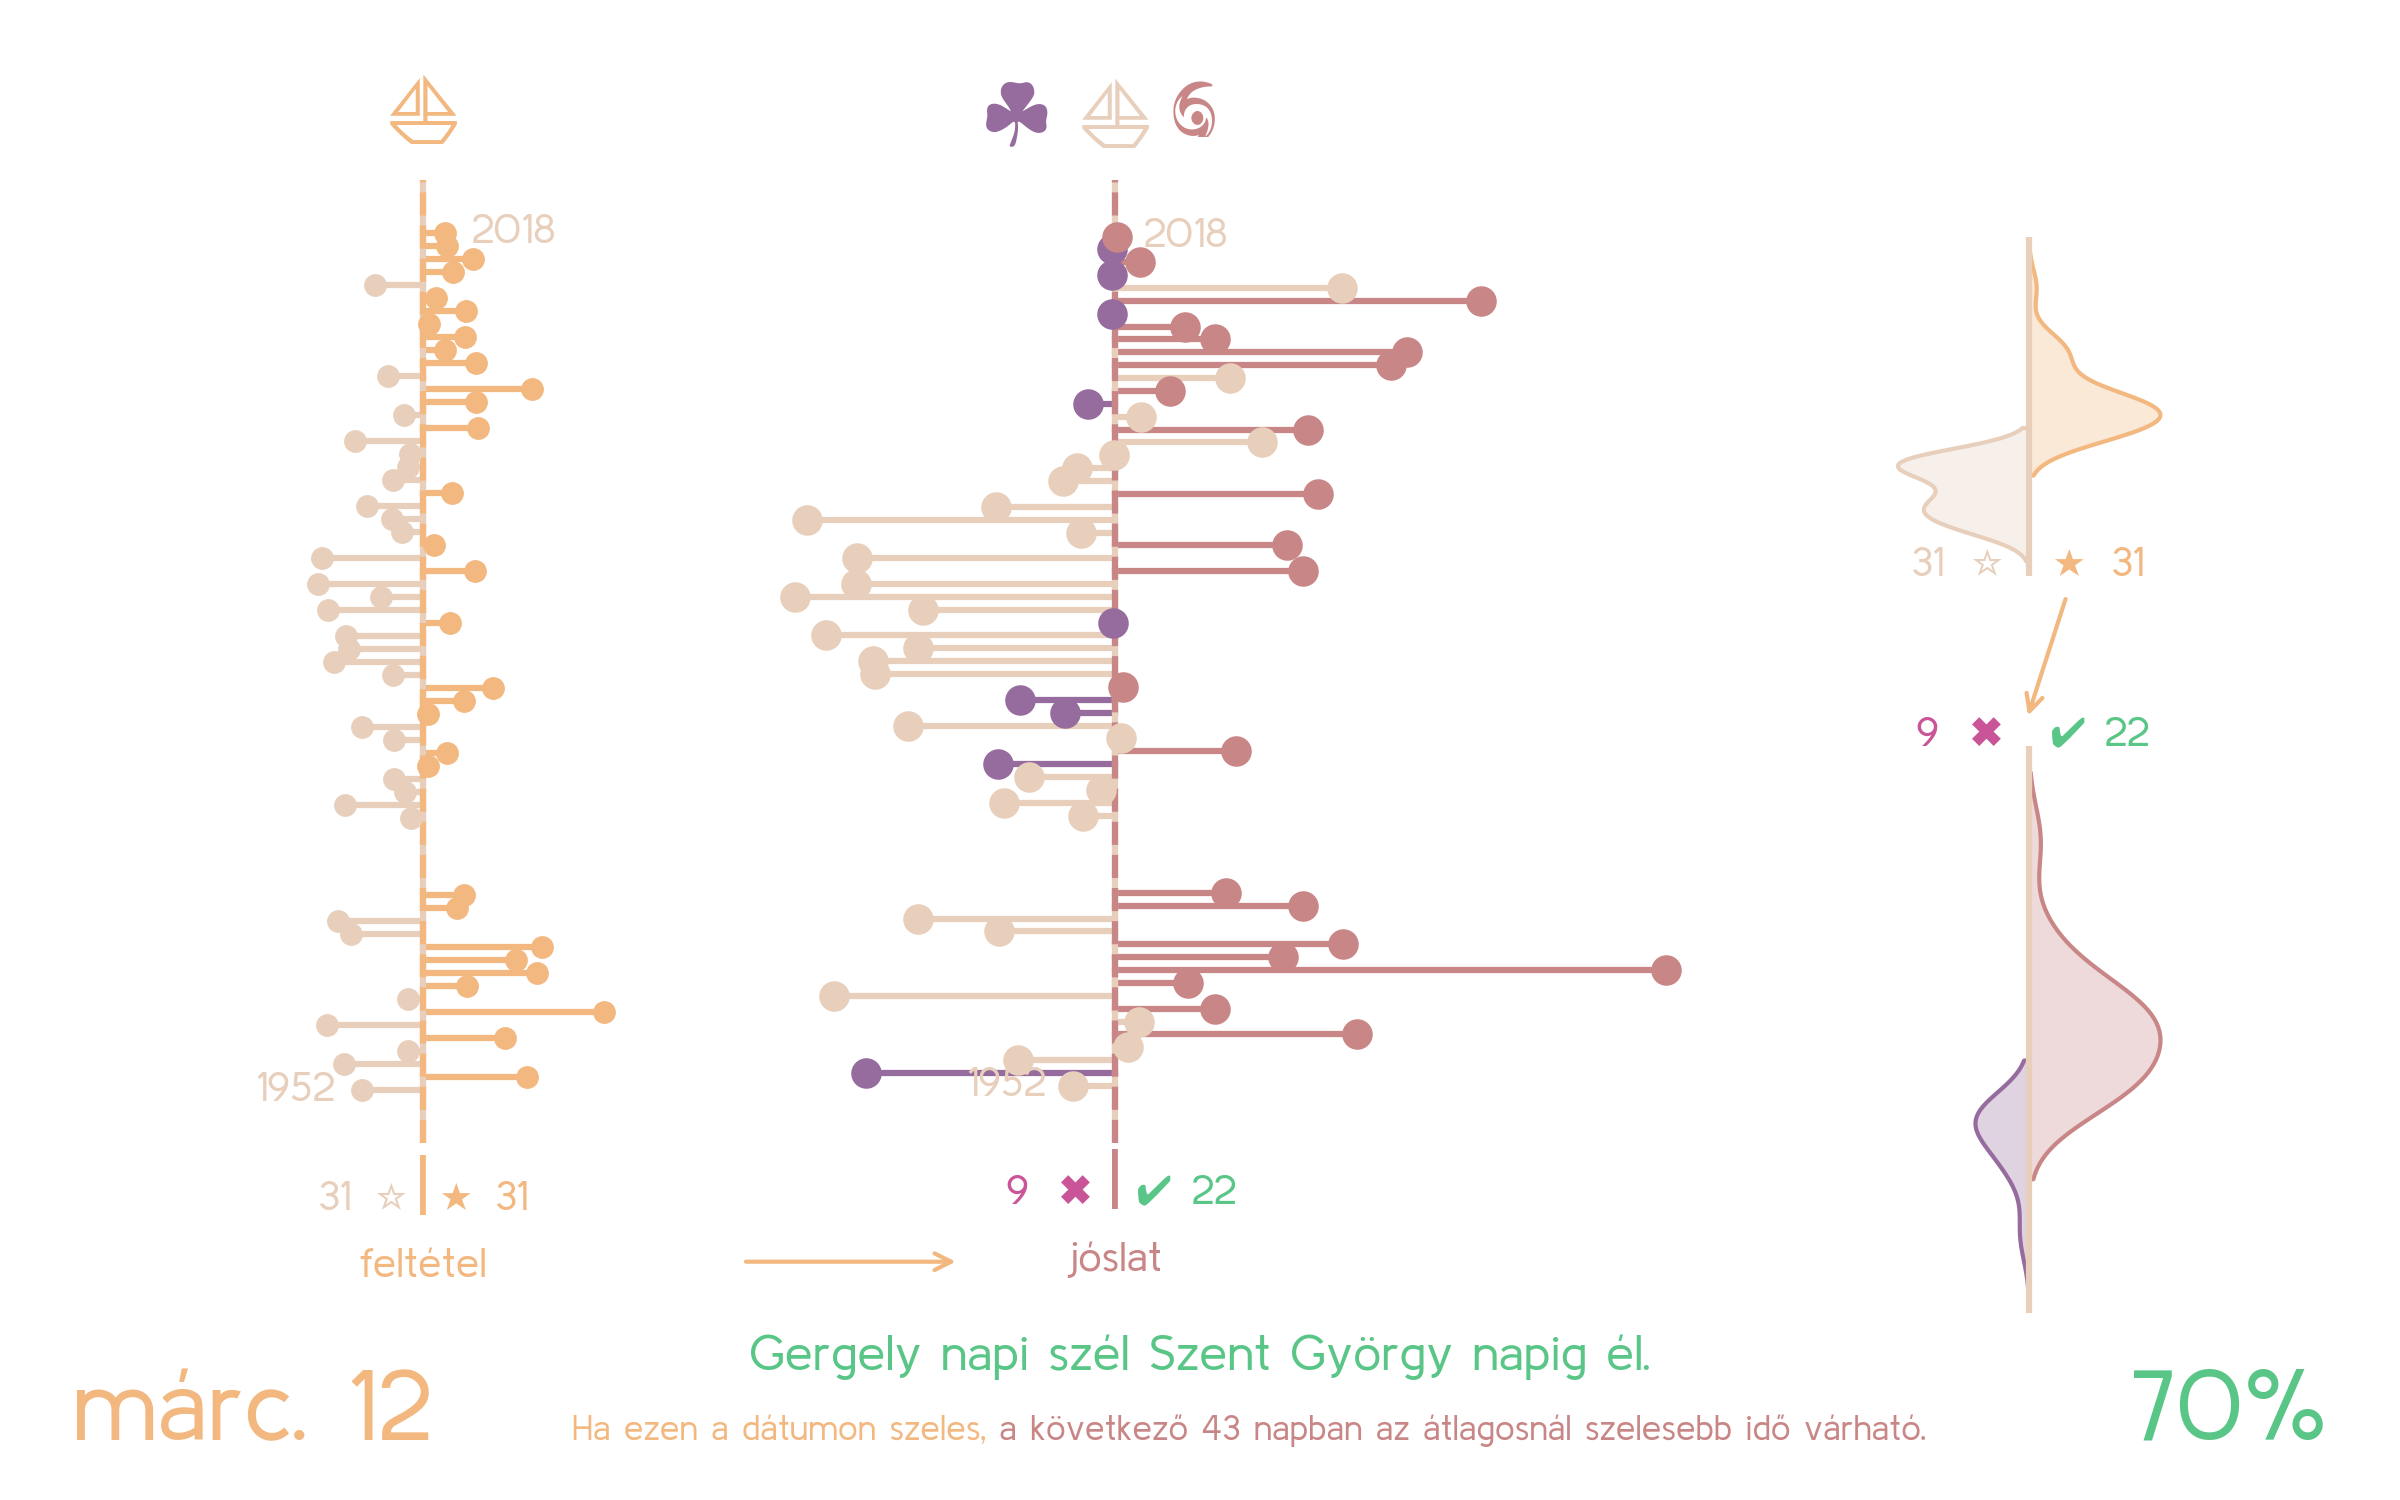 2018
2018
31 31
9 22
1952
1952
31 31
9 22
feltétel
jóslat
Gergely napi szél Szent György napig él.
márc. 12
Ha ezen a dátumon szeles, a következő 43 napban az átlagosnál szelesebb idő várható.
70%